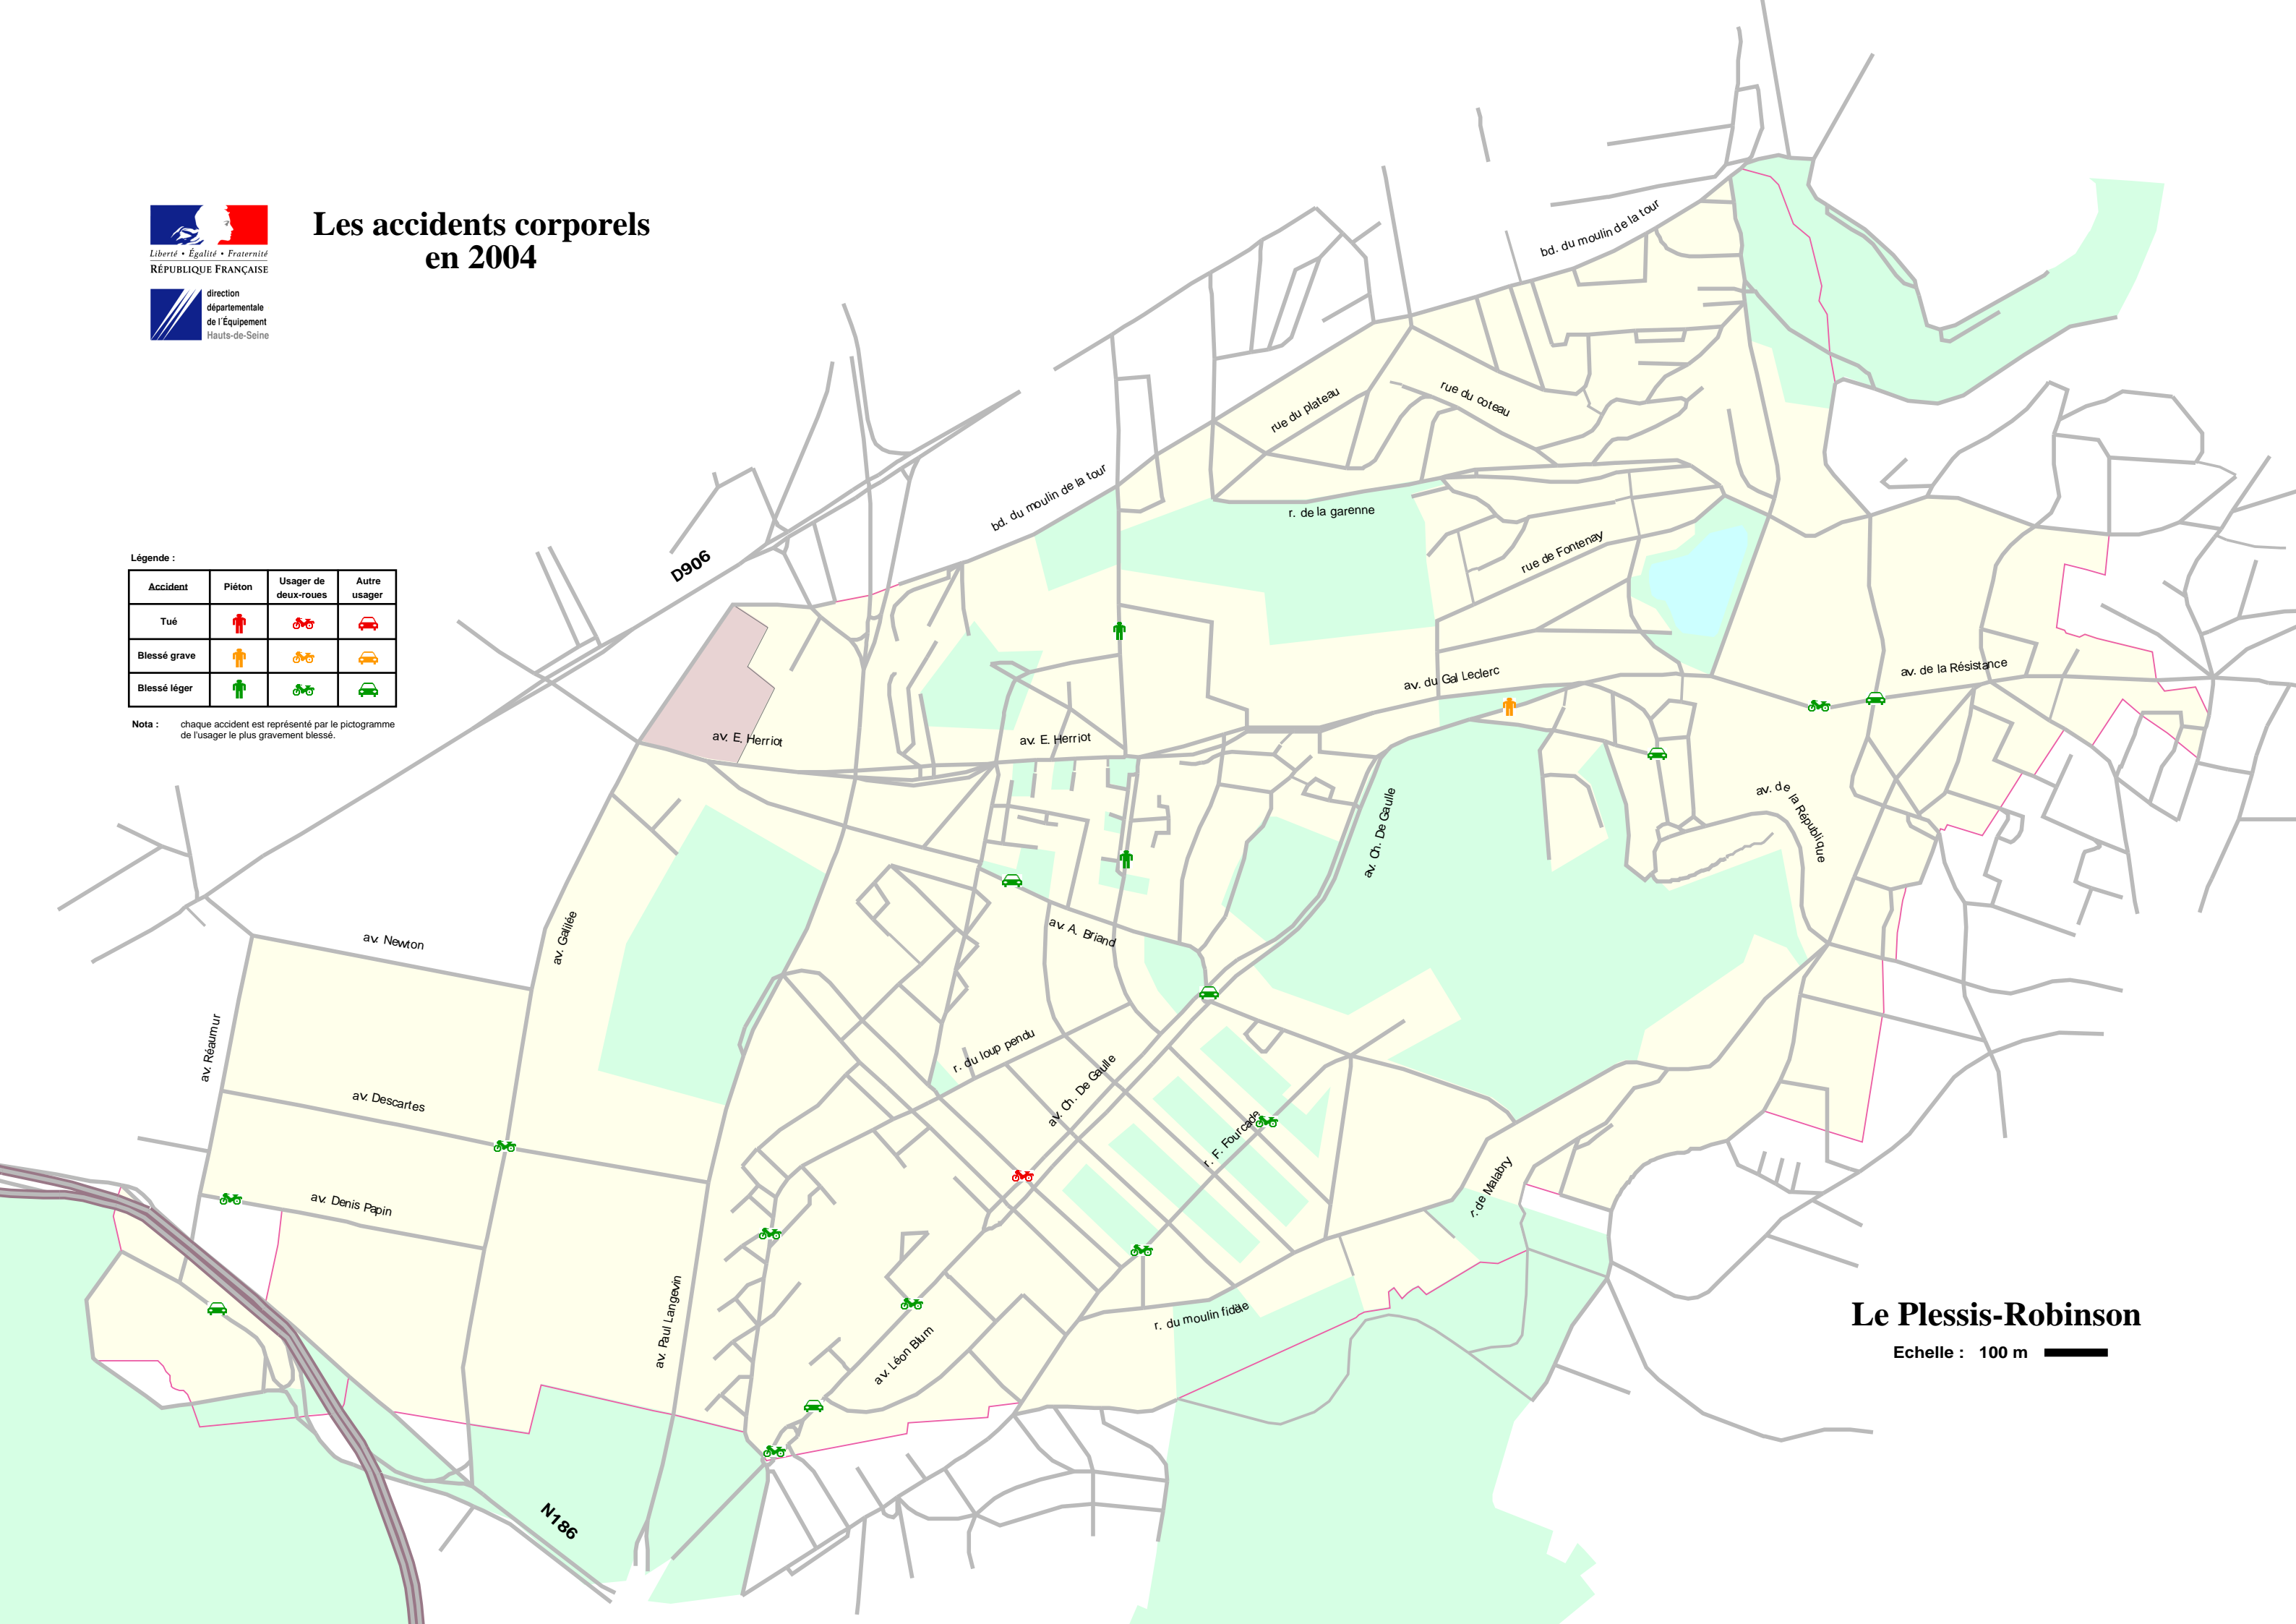 Les accidents corporels
en 2004
Liberté • Égalité • Fraternité
RÉPUBLIQUE FRANÇAISE
direction
départementale
de l'Équipement
Hauts-de-Seine
Légende :
Accident
Piéton
Usager de
deux-roues
Autre
usager
Tué
Blessé grave
Blessé léger
Nota : chaque accident est représenté par le pictogramme
de l'usager le plus gravement blessé.
bd. du moulin de la tour
rue du plateau
rue du coteau
bd. du moulin de la tour
r. de la garenne
rue de Fontenay
D906
av. de la Résistance
av. du Gal Leclerc
av. E. Herriot
av. E. Herriot
av. de la République
av. Ch. De Gaulle
av. Galilée
av. Newton
av. A. Briand
av. Réaumur
r. du loup pendu
av. Ch. De Gaulle
av. Descartes
r. F. Fourcade
r. de Malabry
av. Denis Papin
av. Paul Langevin
r. du moulin fidèle
av. Léon Blum
N186
Le Plessis-Robinson
Echelle : 100 m